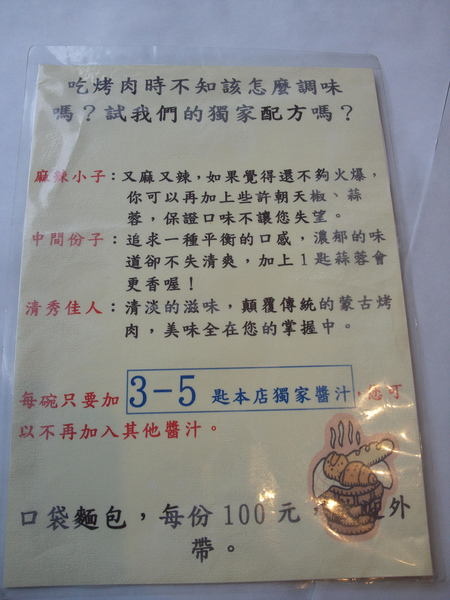 吃烤肉時不知該怎麼調味
嗎？試我們的獨家配方嗎？
麻辣小子：又麻又辣，如果覺得還不夠火爆，
你可以再加上些許朝天椒、蒜
蓉，保證口味不讓您失望。
中間份子：追求一種平衡的口感，濃郁的味
道卻不失清爽，加上1匙蒜蓉會
更香喔！
清秀佳人：清淡的滋味，顛覆傳統的蒙古烤
肉，美味全在您的掌握中。
每碗只要加 3-5 匙本店獨家醬汁，您可
以不再加入其他醬汁。
口袋麵包，每份100元，外
帶。